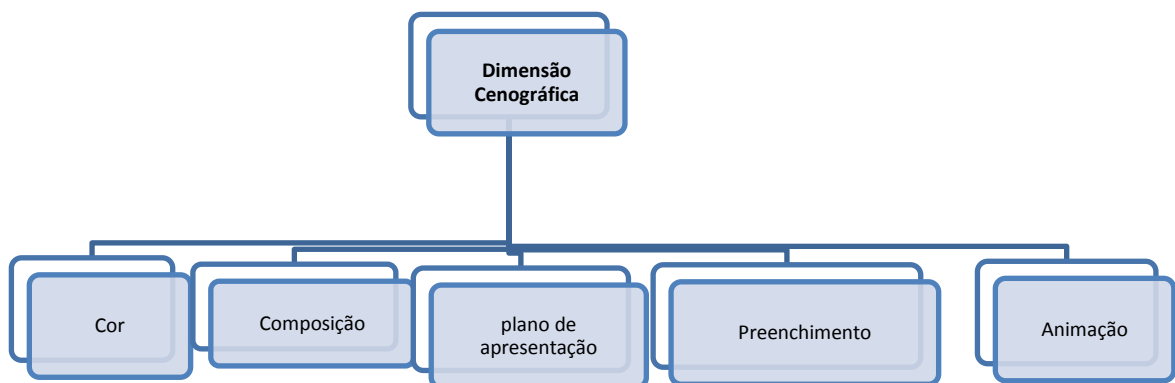 Dimensão
Cenográfica
Cor
Composição
plano de
apresentação
Preenchimento
Animação